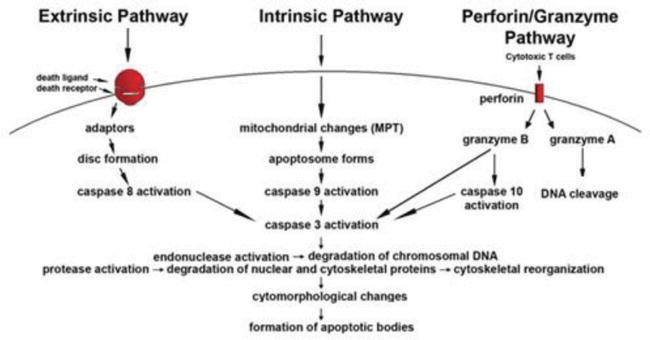 Extrinsic Pathway
Intrinsic Pathway
Perforin/Granzyme
Pathway
Cytotoxic T cells
death ligand
death receptor
perforin
adaptors
mitochondrial changes (MPT)
granzyme B
granzyme A
disc formation
apoptosome forms
caspase 8 activation
caspase 9 activation
caspase 10
activation
DNA cleavage
caspase 3 activation
endonuclease activation → degradation of chromosomal DNA
protease activation → degradation of nuclear and cytoskeletal proteins → cytoskeletal reorganization
cytomorphological changes
formation of apoptotic bodies